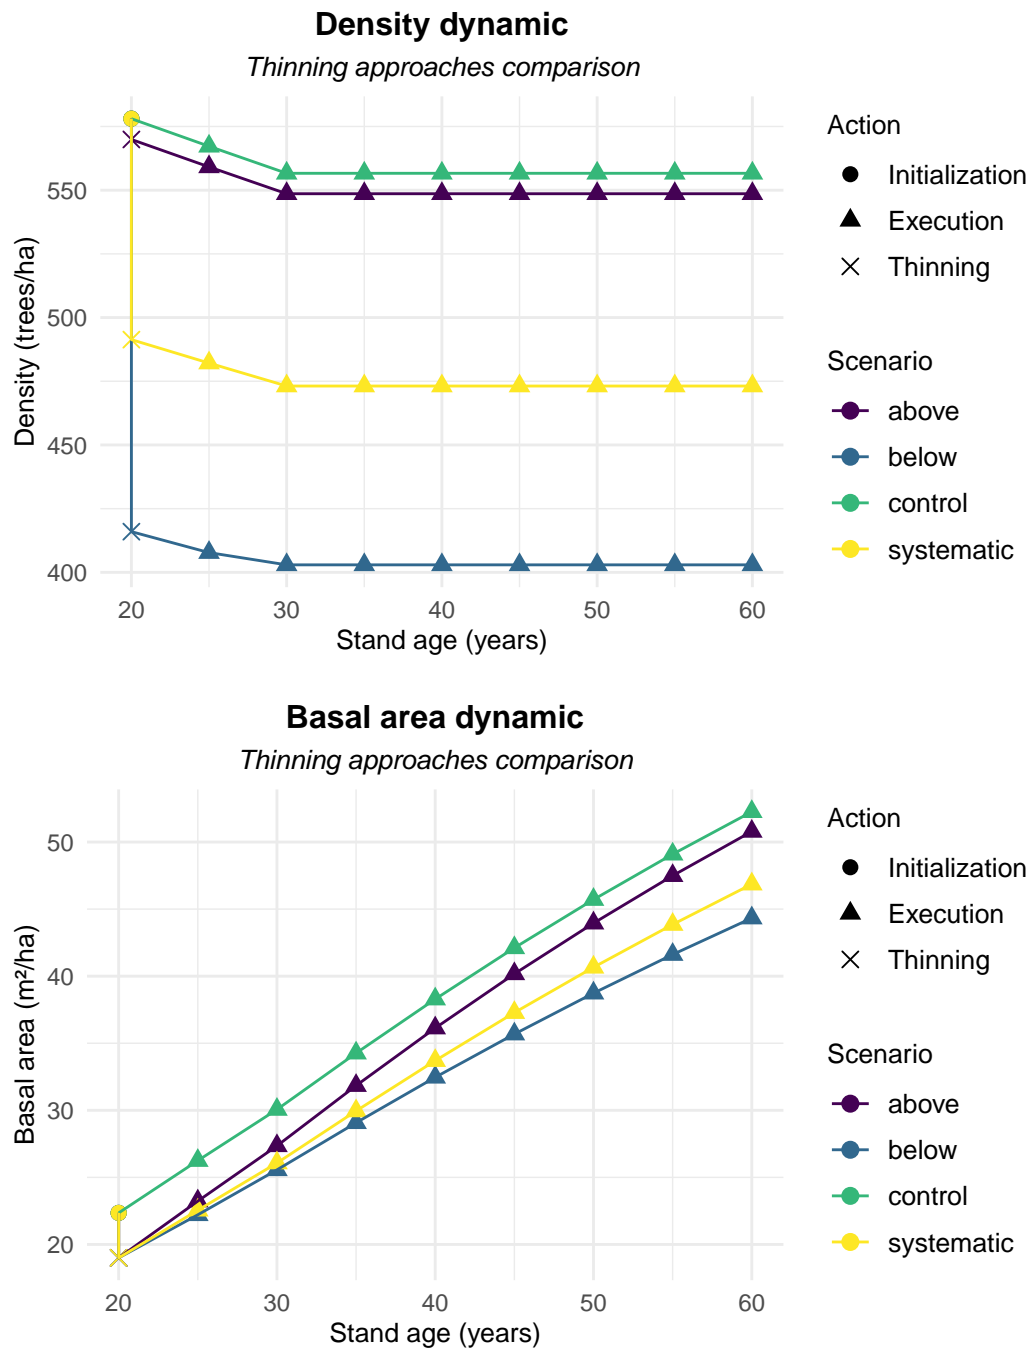 Density dynamic
Thinning approaches comparison
Density (trees/ha)
550
500
450
400
20 30 40 50 60
Stand age (years)
Action
Initialization
Execution
Thinning
Scenario
above
below
control
systematic
Basal area dynamic
Thinning approaches comparison
Basal area (m²/ha)
50
40
30
20
20 30 40 50 60
Stand age (years)
Action
Initialization
Execution
Thinning
Scenario
above
below
control
systematic